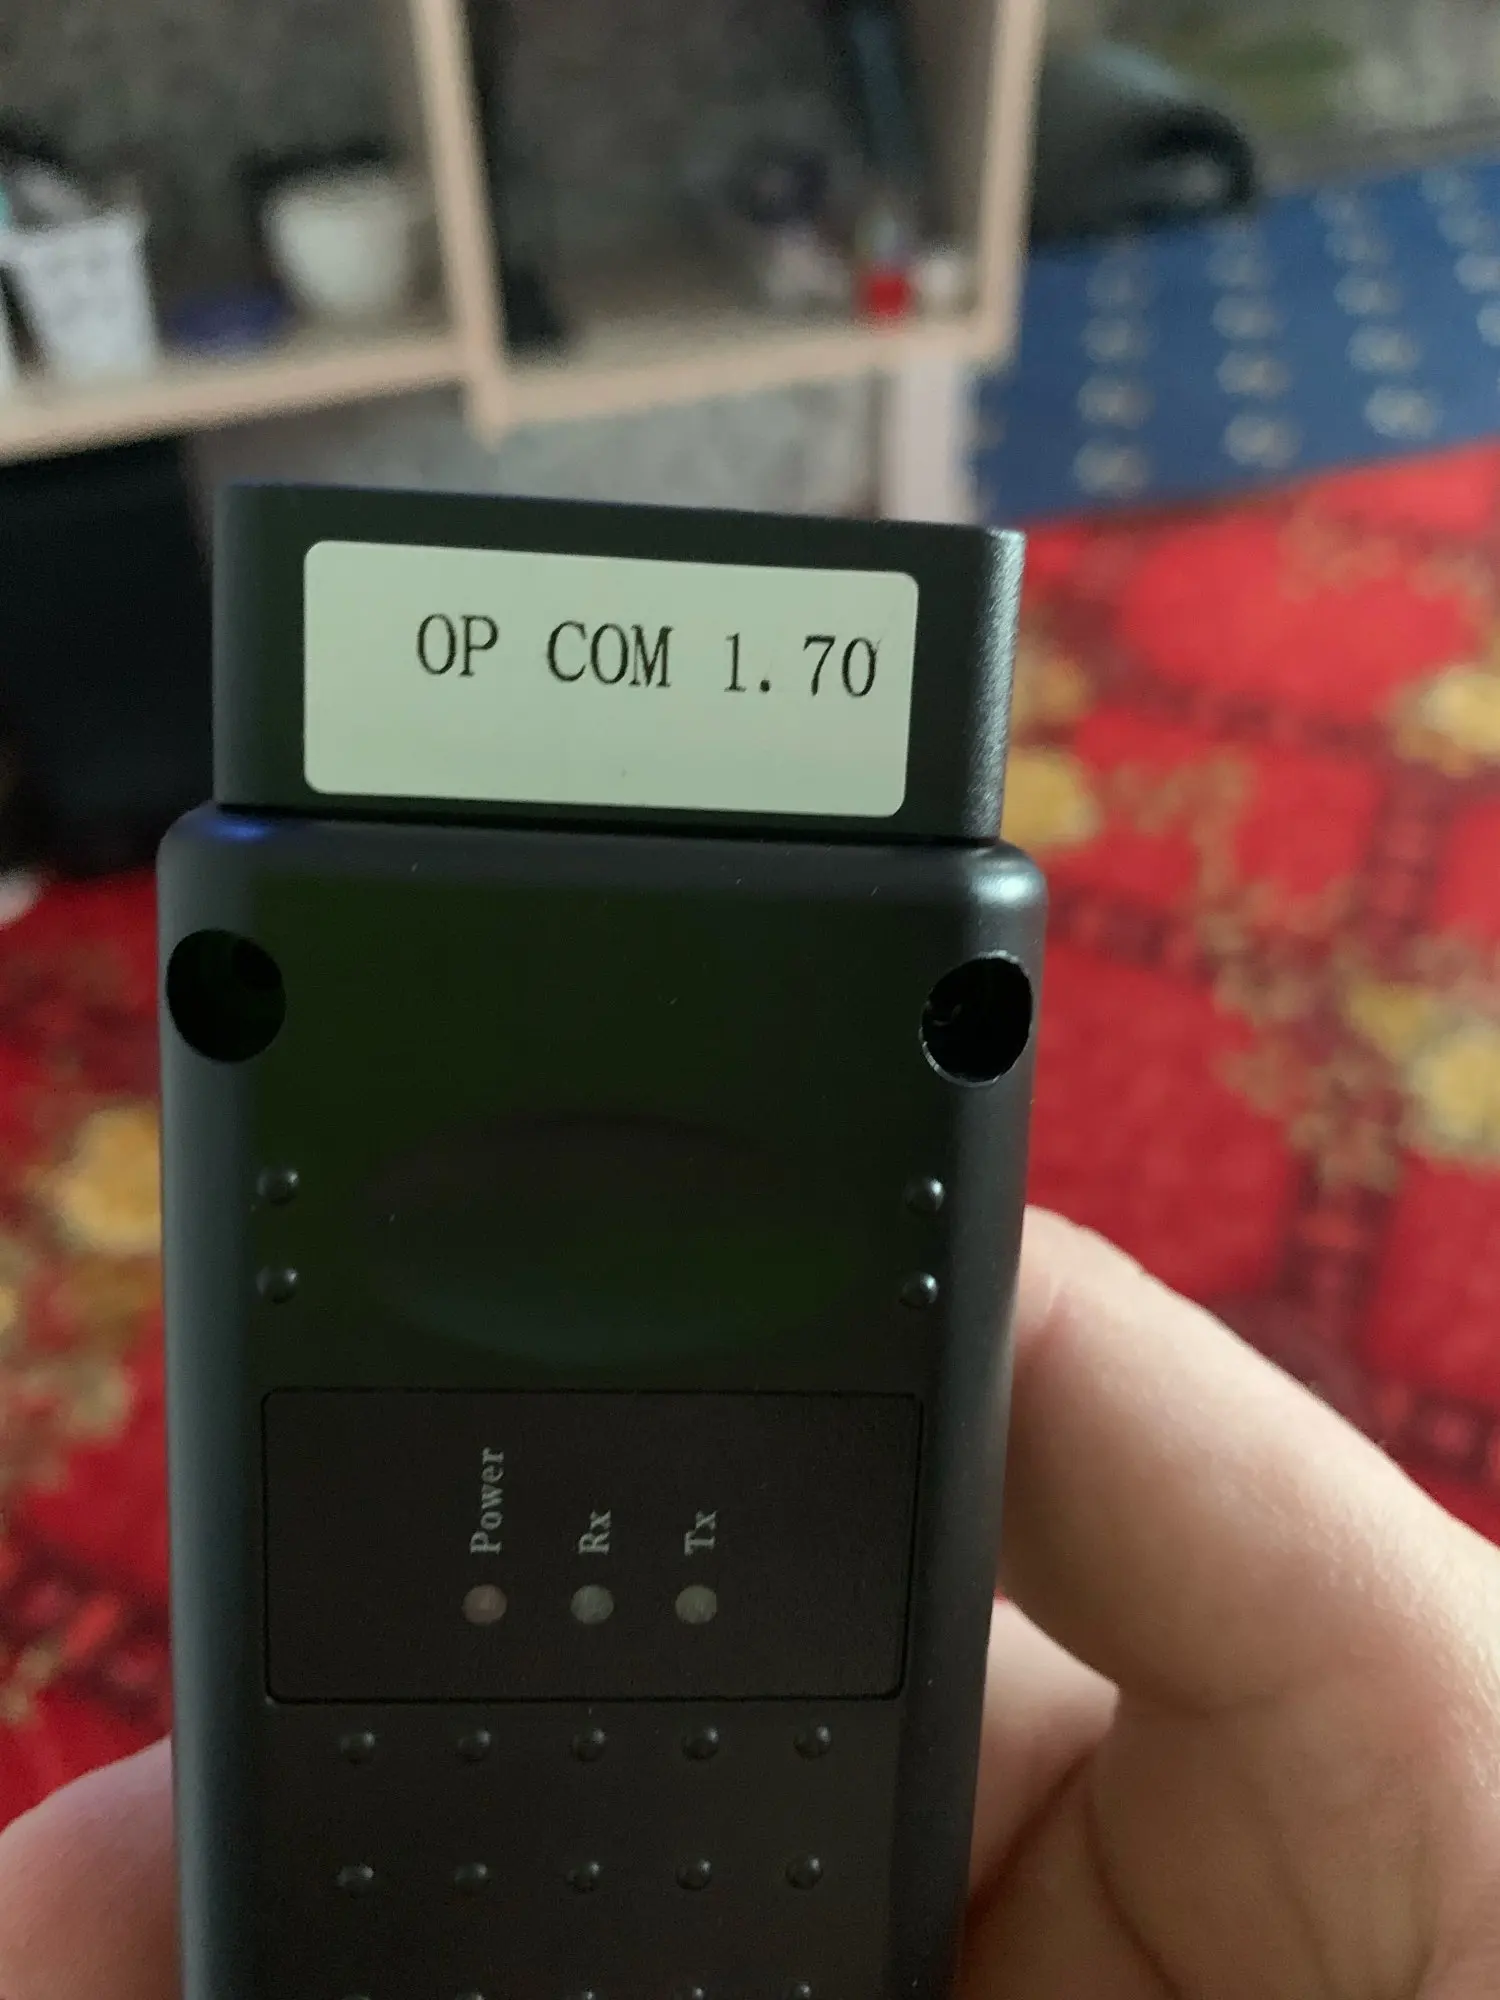 OP COM 1.70
Power
Rx
Tx